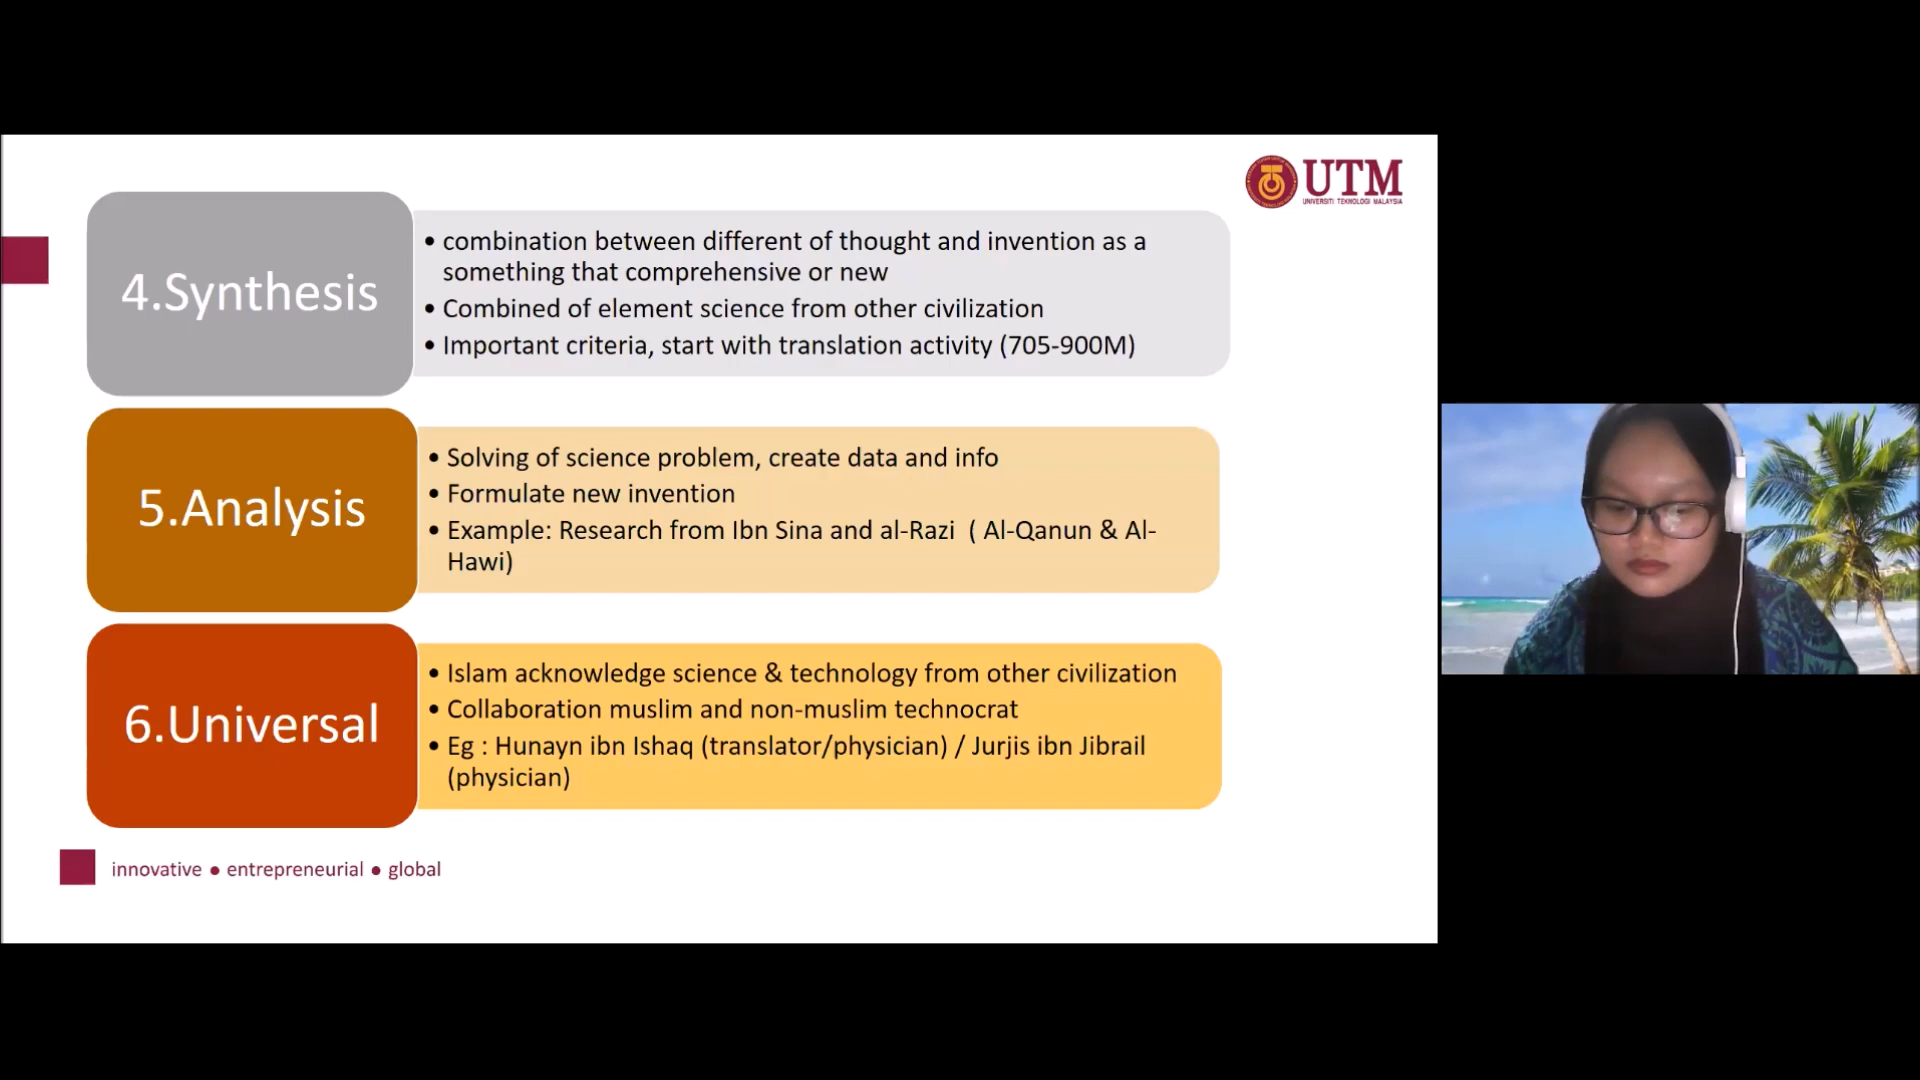 UTM
UNIVERSITI TEKNOLOGI MALAYSIA
4.Synthesis
• combination between different of thought and invention as a
something that comprehensive or new
• Combined of element science from other civilization
• Important criteria, start with translation activity (705-900M)
5.Analysis
• Solving of science problem, create data and info
• Formulate new invention
• Example: Research from Ibn Sina and al-Razi  ( Al-Qanun & Al-
Hawi)
6.Universal
• Islam acknowledge science & technology from other civilization
• Collaboration muslim and non-muslim technocrat
• Eg : Hunayn ibn Ishaq (translator/physician) / Jurjis ibn Jibrail
(physician)
innovative ● entrepreneurial ● global